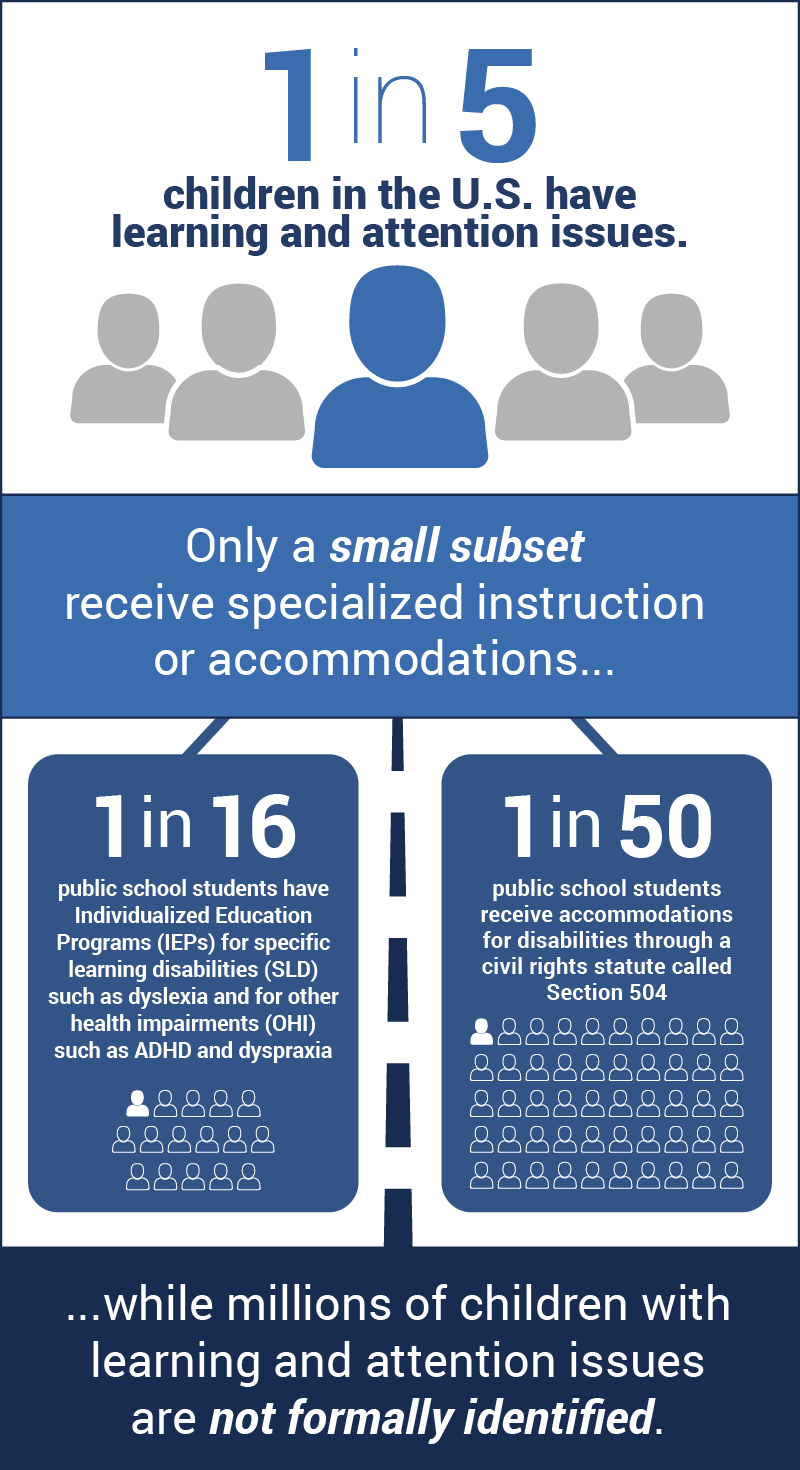 1 in 5
children in the U.S. have
learning and attention issues.
Only a small subset
receive specialized instruction
or accommodations...
1 in 16
public school students have
Individualized Education
Programs (IEPs) for specific
learning disabilities (SLD)
such as dyslexia and for other
health impairments (OHI)
such as ADHD and dyspraxia
1 in 50
public school students
receive accommodations
for disabilities through a
civil rights statute called
Section 504
...while millions of children with
learning and attention issues
are not formally identified.